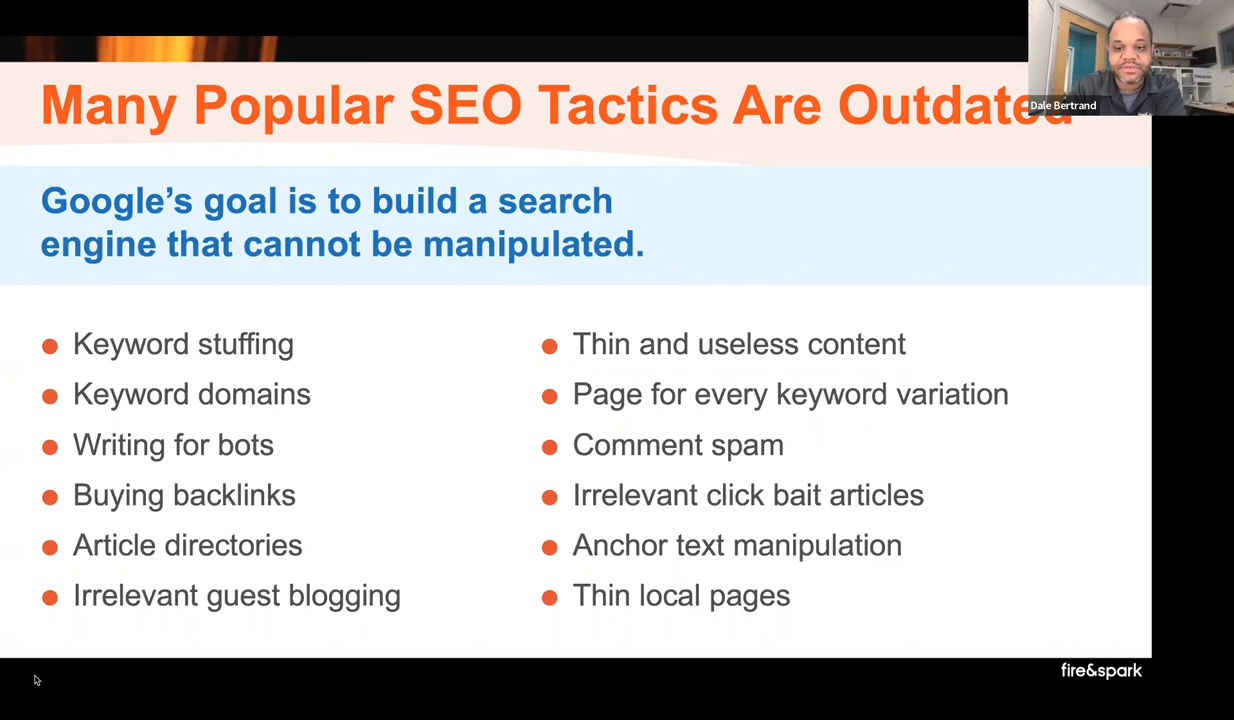 Many Popular SEO Tactics Are Outdated
Dale Bertrand
Google's goal is to build a search
engine that cannot be manipulated.
Keyword stuffing
Keyword domains
Writing for bots
Buying backlinks
Article directories
Irrelevant guest blogging
Thin and useless content
Page for every keyword variation
Comment spam
Irrelevant click bait articles
Anchor text manipulation
Thin local pages
fire&spark